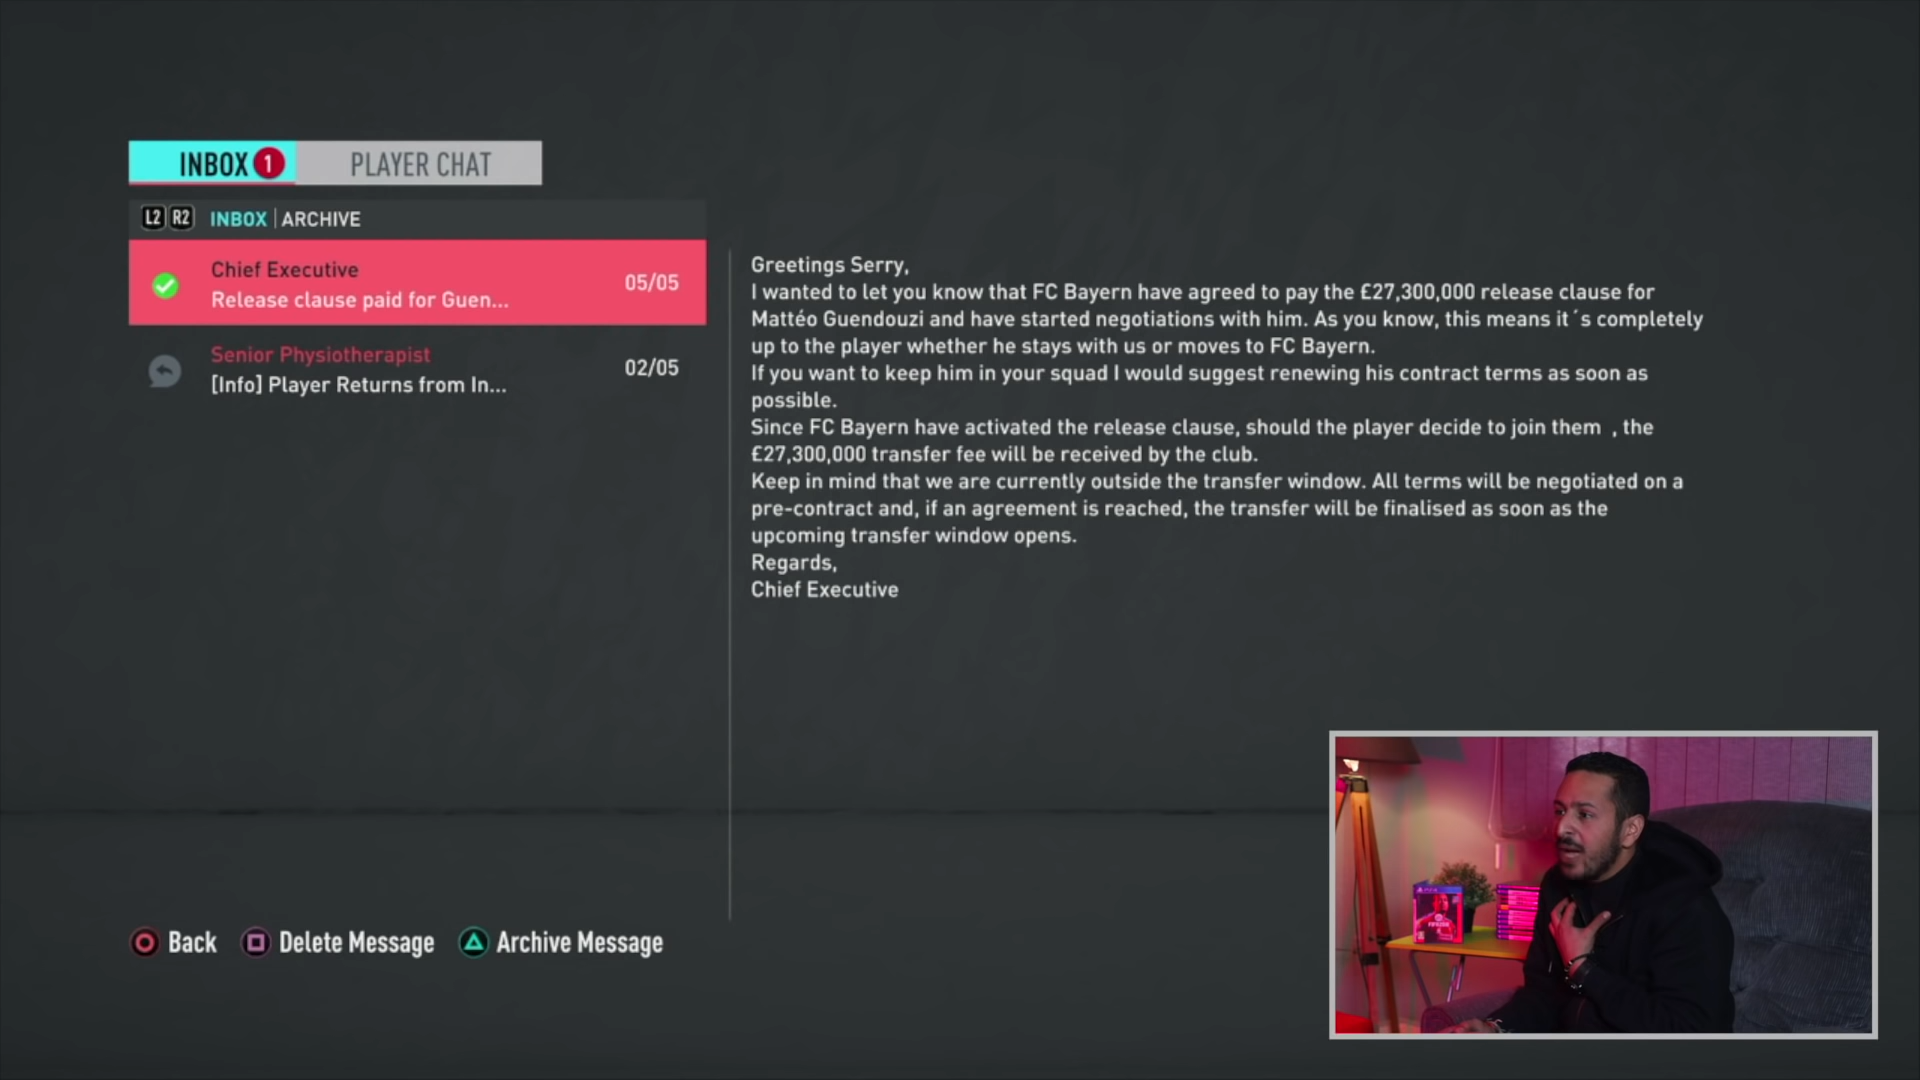 INBOX 1 PLAYER CHAT
L2 R2 INBOX | ARCHIVE
Chief Executive
Release clause paid for Guen...
05/05
Senior Physiotherapist
[Info] Player Returns from In...
02/05
Greetings Serry,
I wanted to let you know that FC Bayern have agreed to pay the £27,300,000 release clause for
Mattéo Guendouzi and have started negotiations with him. As you know, this means it´s completely
up to the player whether he stays with us or moves to FC Bayern.
If you want to keep him in your squad I would suggest renewing his contract terms as soon as
possible.
Since FC Bayern have activated the release clause, should the player decide to join them , the
£27,300,000 transfer fee will be received by the club.
Keep in mind that we are currently outside the transfer window. All terms will be negotiated on a
pre-contract and, if an agreement is reached, the transfer will be finalised as soon as the
upcoming transfer window opens.
Regards,
Chief Executive
Back Delete Message Archive Message